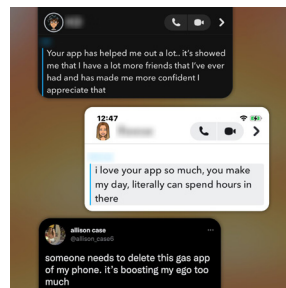 Your app has helped me out a lot.. it's showed
me that I have a lot more friends that I've ever
had and has made me more confident I
appreciate that
12:47
i love your app so much, you make
my day, literally can spend hours in
there
allison case
@allison_case6
someone needs to delete this gas app
of my phone. it's boosting my ego too
much